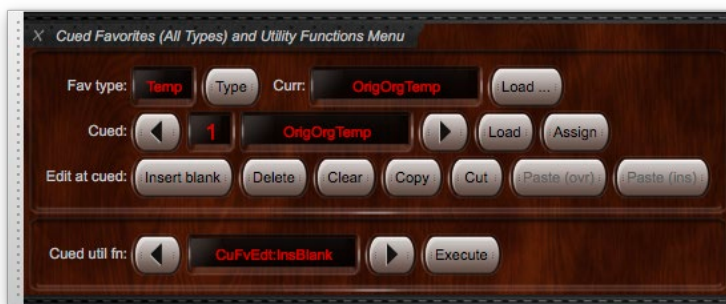 X Cued Favorites (All Types) and Utility Functions Menu
Fav type: Temp Type Curr: OrigOrgTemp Load ...
Cued: 1 OrigOrgTemp Load Assign
Edit at cued: Insert blank Delete Clear Copy Cut Paste (ovr) Paste (ins)
Cued util fn: CuFvEdt:InsBlank Execute